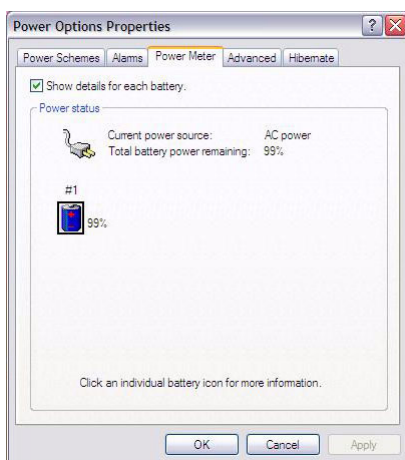 Power Options Properties
Power Schemes Alarms Power Meter Advanced Hibernate
Show details for each battery.
Power status
Current power source: AC power
Total battery power remaining: 99%
#1
99%
Click an individual battery icon for more information.
OK Cancel Apply